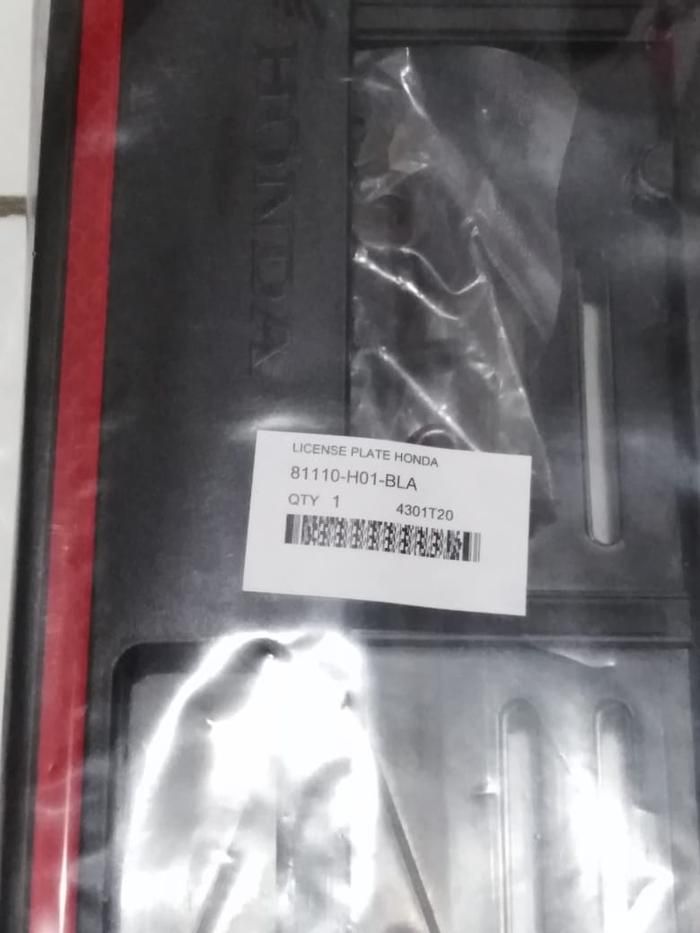 HONDA
LICENSE PLATE HONDA
81110-H01-BLA
QTY 1 4301T20